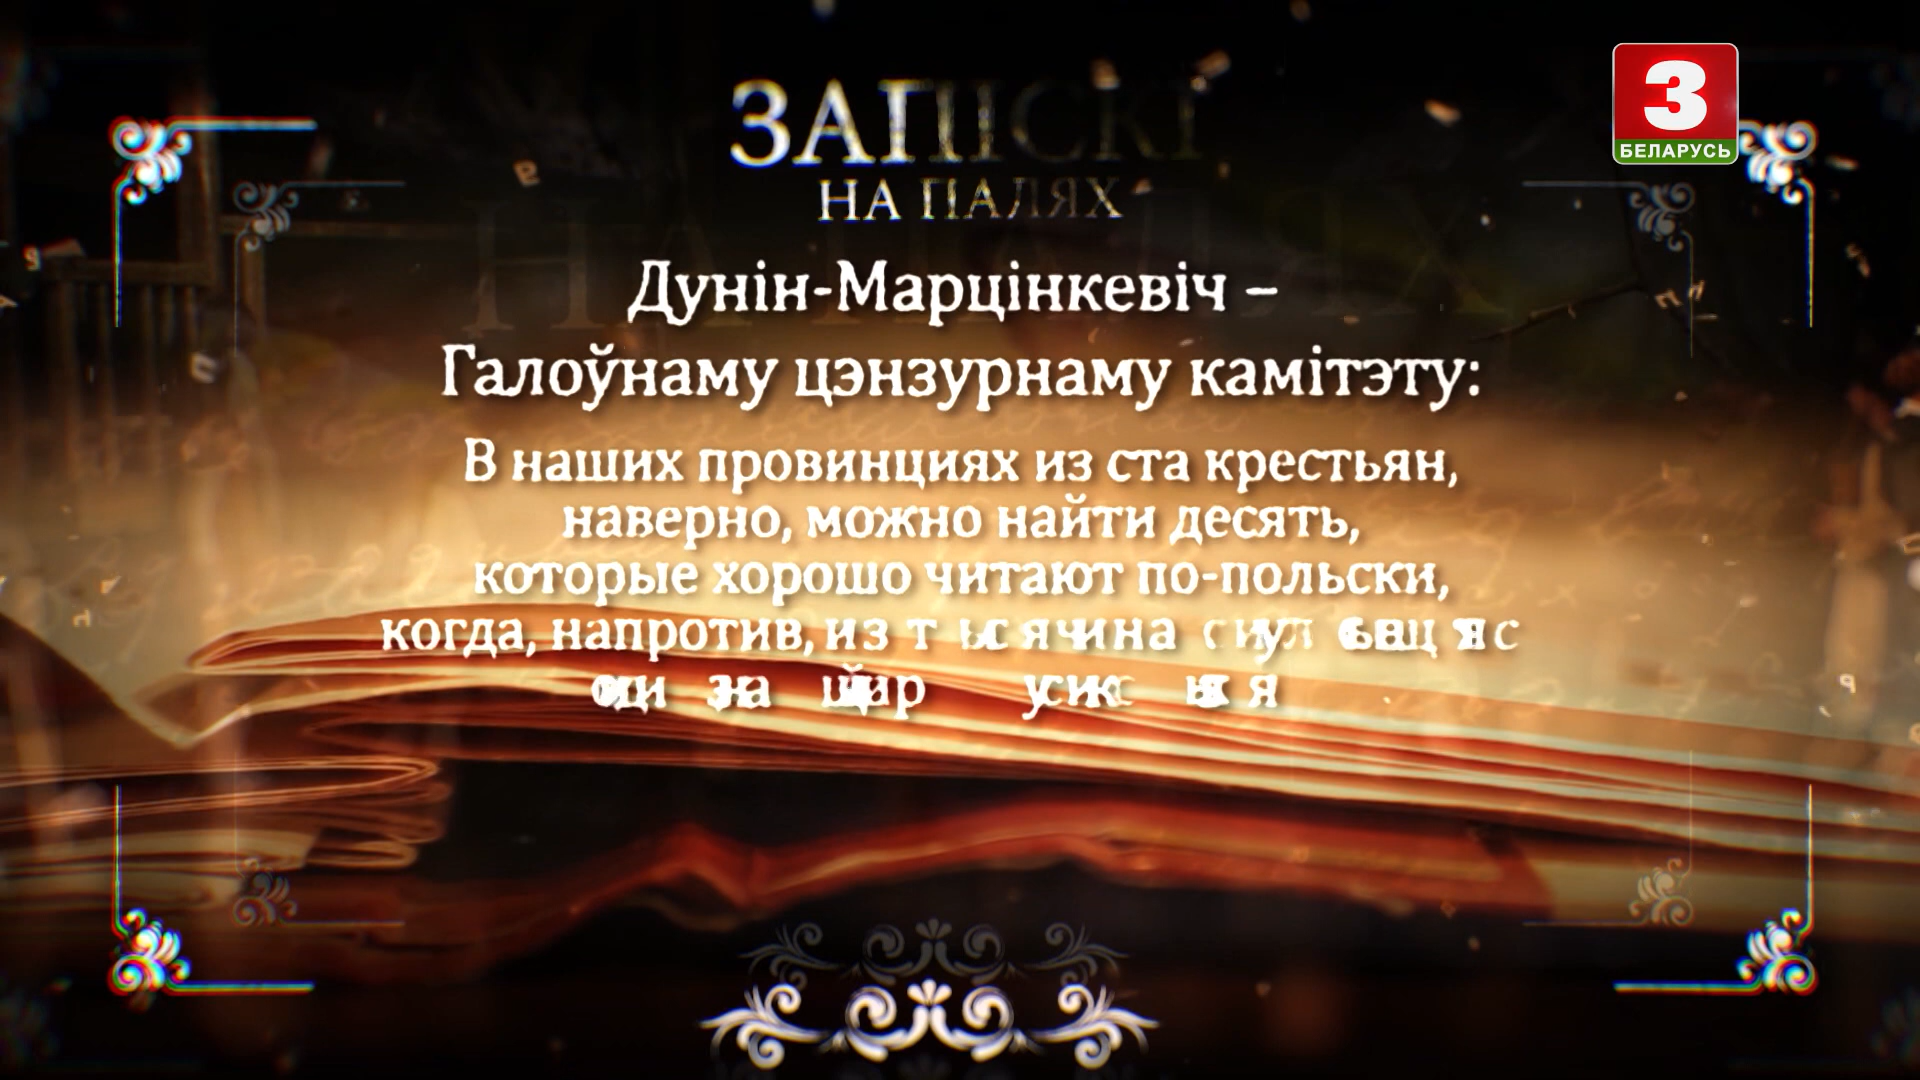 ЗАПІСКІ
НА ПАЛЯХ
3
БЕЛАРУСЬ
Дунін-Марцінкевіч –
Галоўнаму цэнзурнаму камітэту:
В наших провинциях из ста крестьян,
наверно, можно найти десять,
которые хорошо читают по-польски,
когда, напротив, из